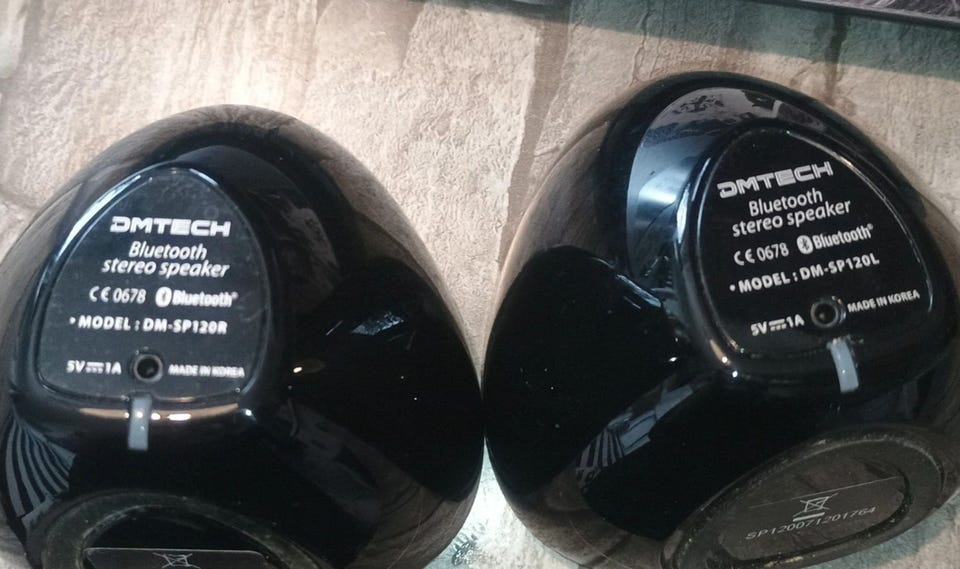 DMTECH
Bluetooth
stereo speaker
CE 0678 Bluetooth®
• MODEL : DM-SP120R
5V⎓1A MADE IN KOREA
DMTECH
Bluetooth
stereo speaker
CE 0678 Bluetooth®
• MODEL : DM-SP120L
5V⎓1A MADE IN KOREA
SP120071201764